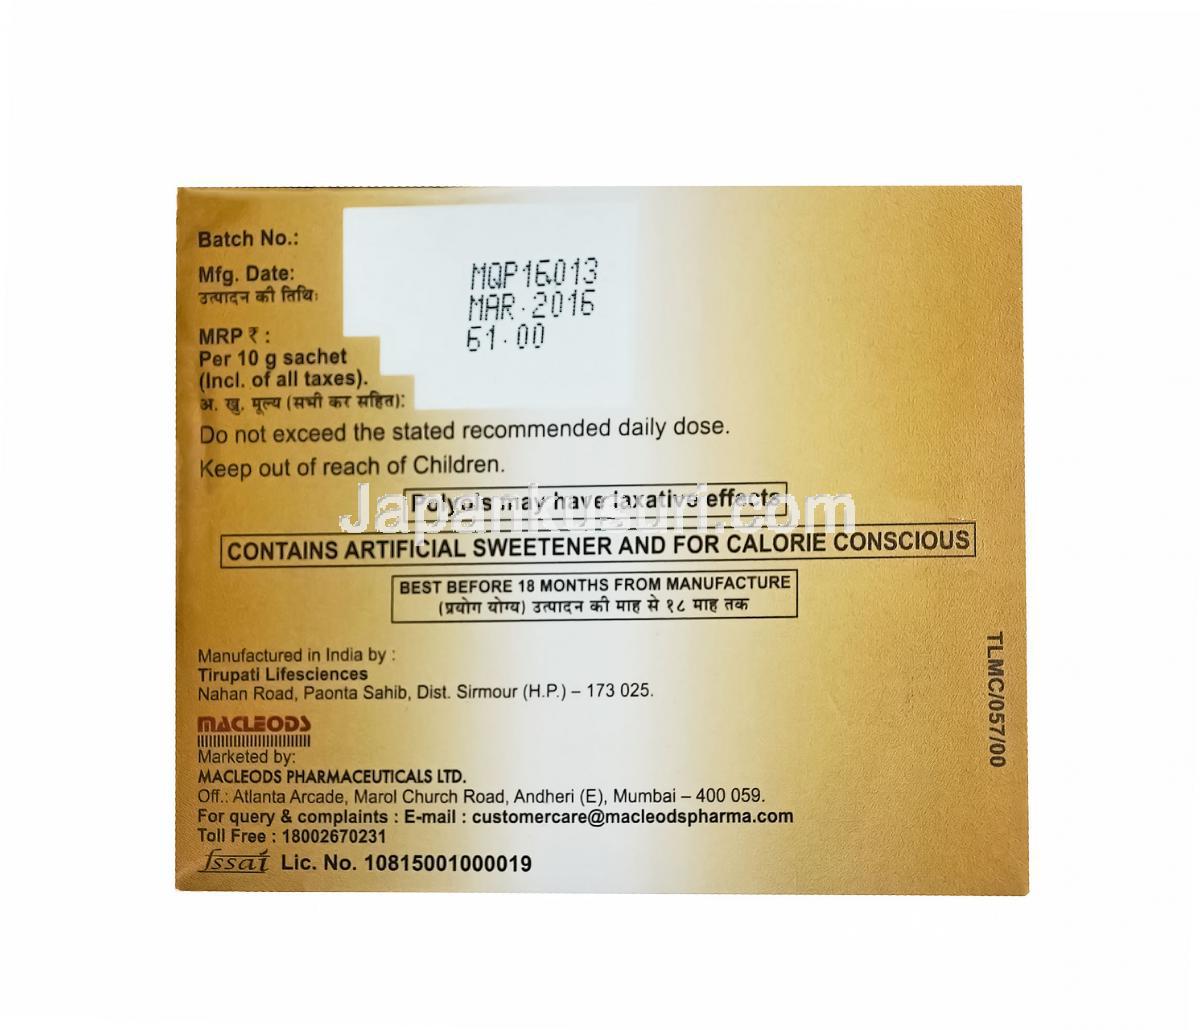 Batch No.:
MQP16013
Mfg. Date:
MAR.2016
उत्पादन की तिथि:
MRP ₹ :
61.00
Per 10 g sachet
(Incl. of all taxes).
अ. खु. मूल्य (सभी कर सहित):
Do not exceed the stated recommended daily dose.
Keep out of reach of Children.
Polyols may have laxative effects
Japankusuri.com
CONTAINS ARTIFICIAL SWEETENER AND FOR CALORIE CONSCIOUS
BEST BEFORE 18 MONTHS FROM MANUFACTURE
(प्रयोग योग्य) उत्पादन की माह से १८ माह तक
Manufactured in India by :
Tirupati Lifesciences
Nahan Road, Paonta Sahib, Dist. Sirmour (H.P.) – 173 025.
MACLEODS
Marketed by:
MACLEODS PHARMACEUTICALS LTD.
Off.: Atlanta Arcade, Marol Church Road, Andheri (E), Mumbai – 400 059.
For query & complaints : E-mail : customercare@macleodspharma.com
Toll Free : 18002670231
fssai Lic. No. 10815001000019
TLMC/057/00